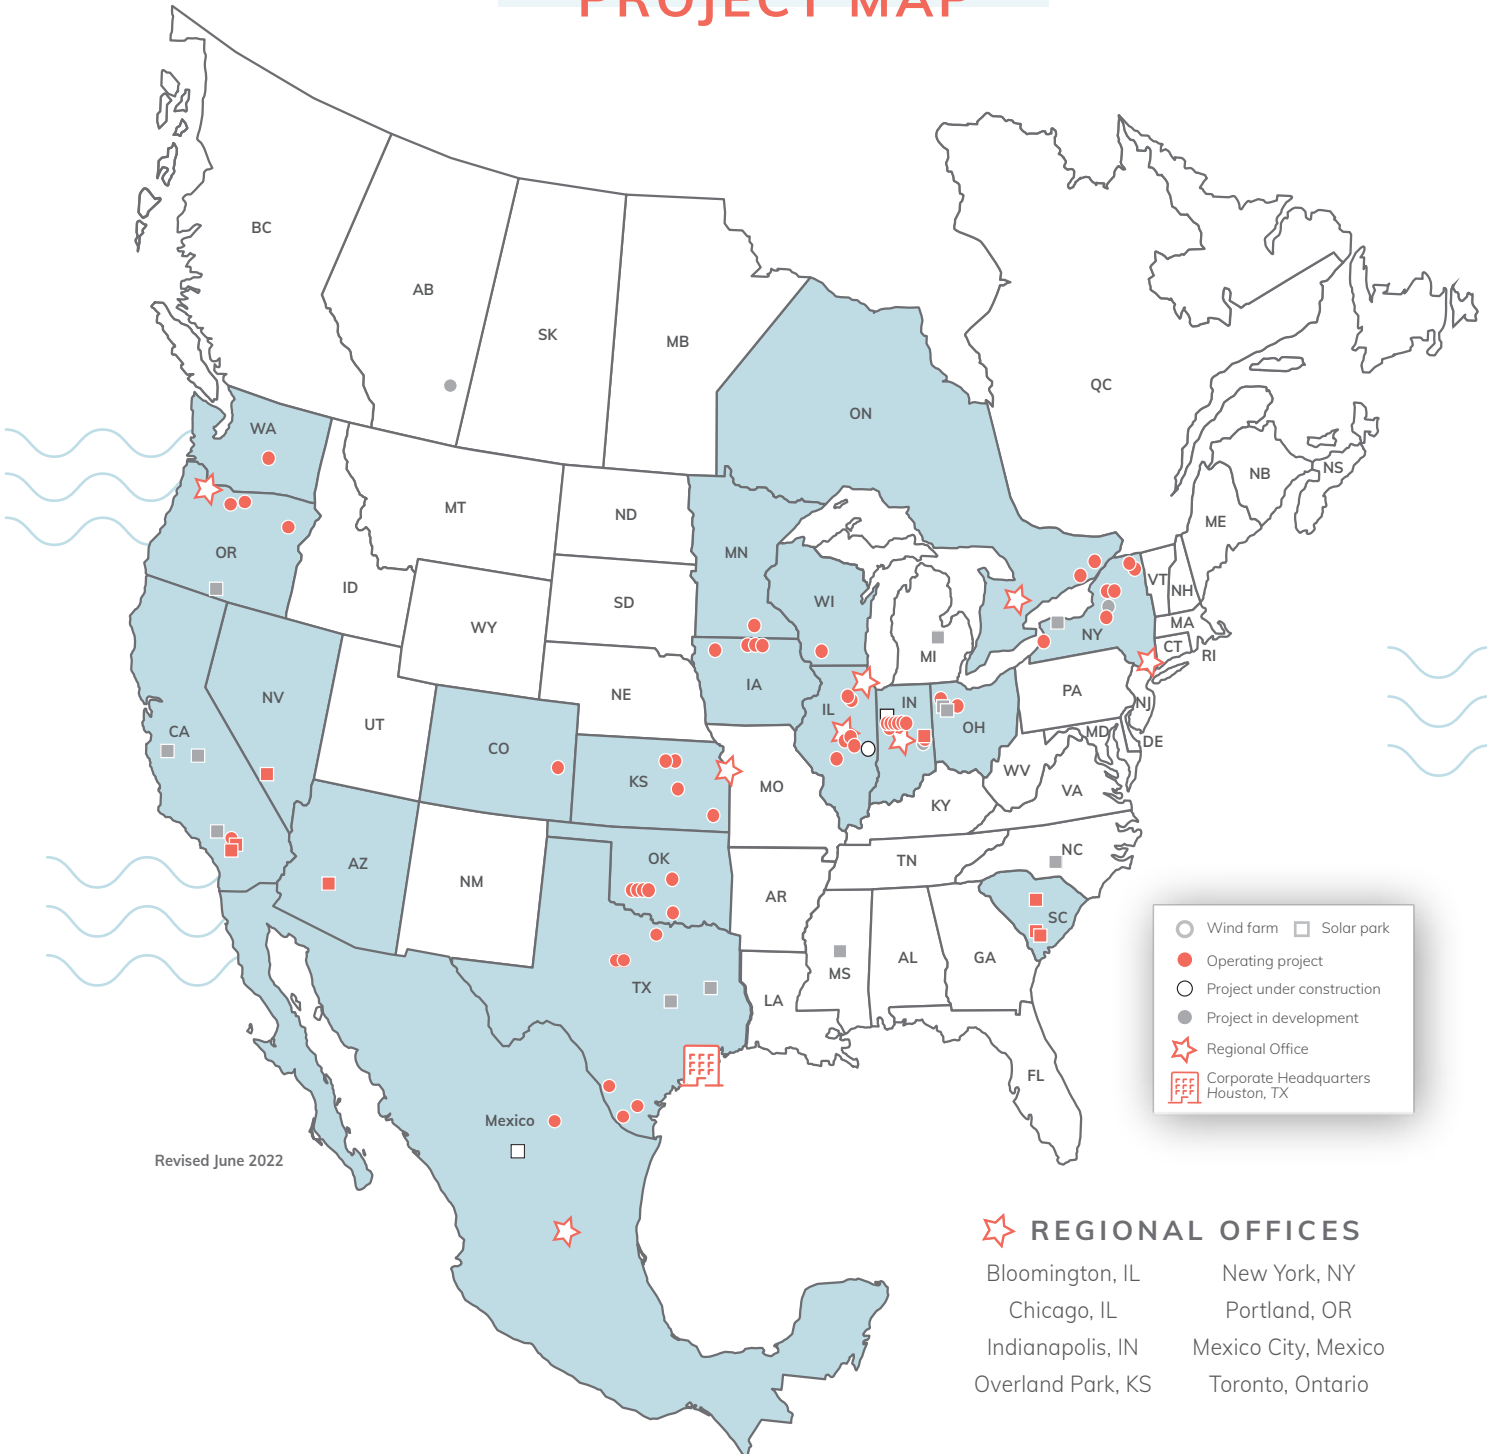 PROJECT MAP
BC
AB
SK
MB
ON
QC
NB
NS
ME
WA
MT
ND
MN
OR
ID
SD
WI
WY
MI
NY
VT
NH
MA
CT
RI
NV
UT
NE
IA
IL
IN
OH
PA
NJ
MD
DE
CA
CO
KS
MO
WV
VA
KY
AZ
NM
OK
AR
TN
NC
SC
TX
LA
MS
AL
GA
FL
Mexico
Wind farm Solar park
Operating project
Project under construction
Project in development
Regional Office
Corporate Headquarters
Houston, TX
Revised June 2022
REGIONAL OFFICES
Bloomington, IL New York, NY
Chicago, IL Portland, OR
Indianapolis, IN Mexico City, Mexico
Overland Park, KS Toronto, Ontario